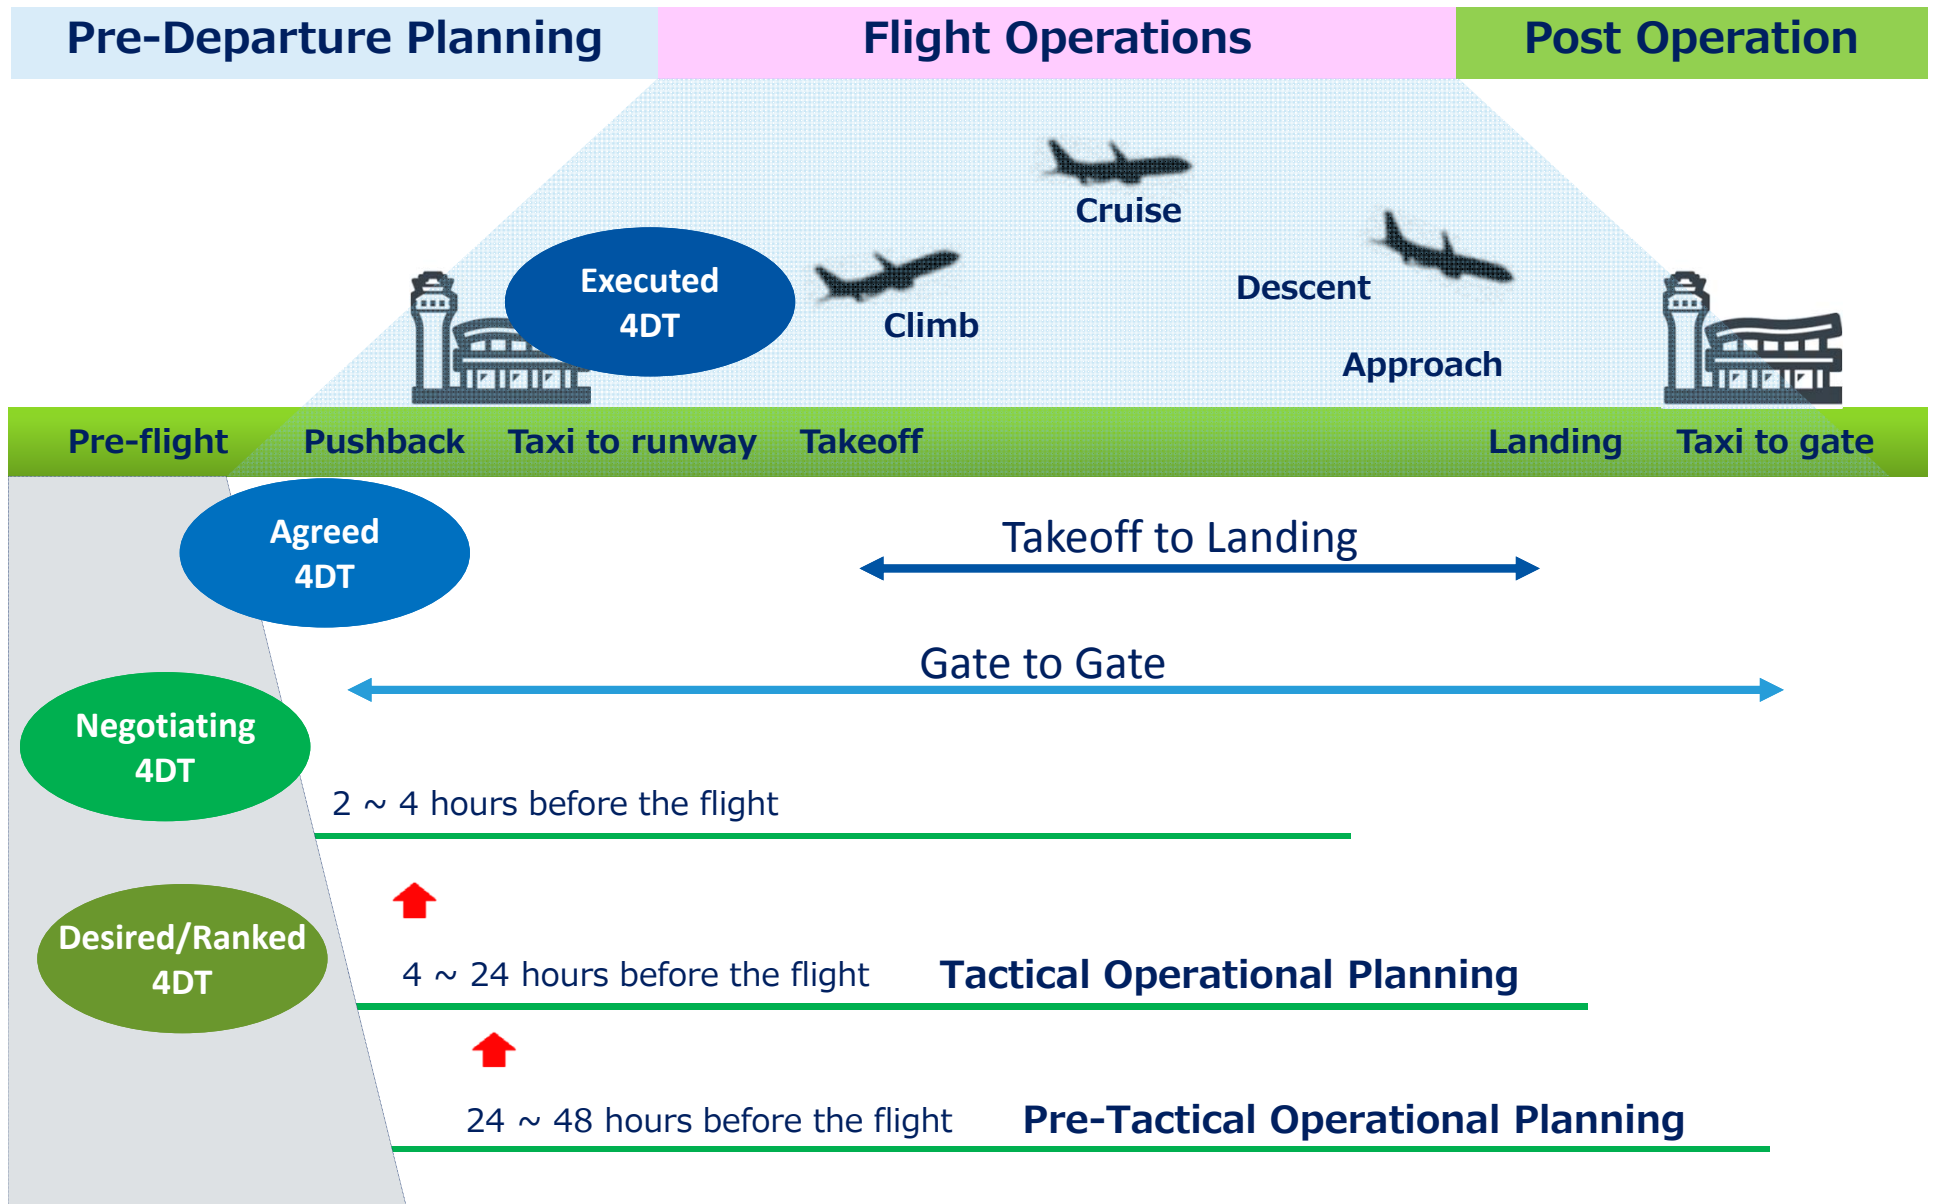 Pre-Departure Planning
Flight Operations
Post Operation
Cruise
Executed
4DT
Climb
Descent
Approach
Pre-flight
Pushback
Taxi to runway
Takeoff
Landing
Taxi to gate
Agreed
4DT
Takeoff to Landing
Gate to Gate
Negotiating
4DT
2 ~ 4 hours before the flight
Desired/Ranked
4DT
4 ~ 24 hours before the flight
Tactical Operational Planning
24 ~ 48 hours before the flight
Pre-Tactical Operational Planning